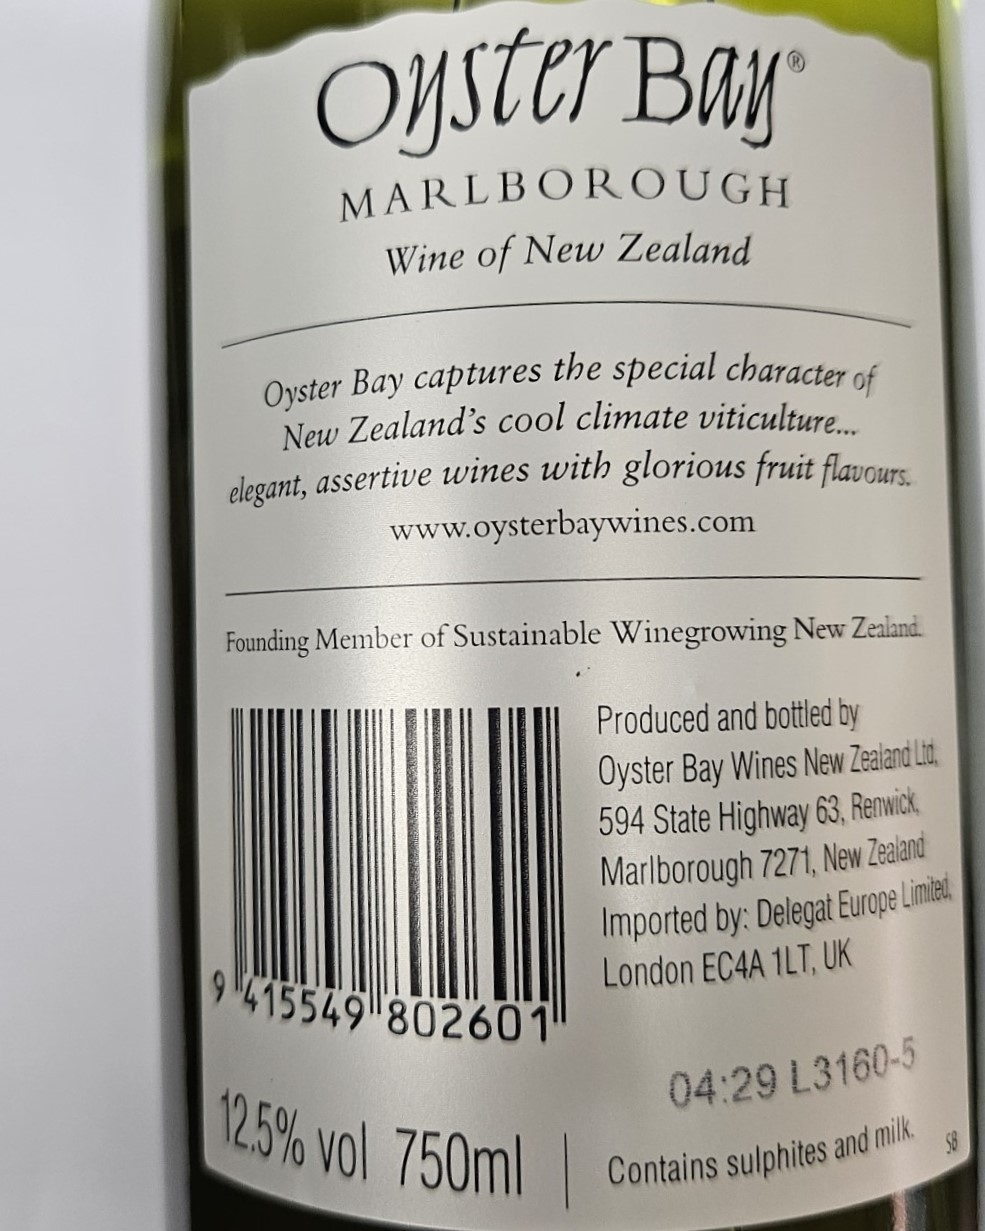 Oyster Bay®
MARLBOROUGH
Wine of New Zealand
Oyster Bay captures the special character of
New Zealand's cool climate viticulture...
elegant, assertive wines with glorious fruit flavours.
www.oysterbaywines.com
Founding Member of Sustainable Winegrowing New Zealand.
Produced and bottled by
Oyster Bay Wines New Zealand Ltd,
594 State Highway 63, Renwick,
Marlborough 7271, New Zealand
Imported by: Delegat Europe Limited,
London EC4A 1LT, UK
9 415549 802601
04:29 L3160-5
12.5% vol 750ml
Contains sulphites and milk.
SB